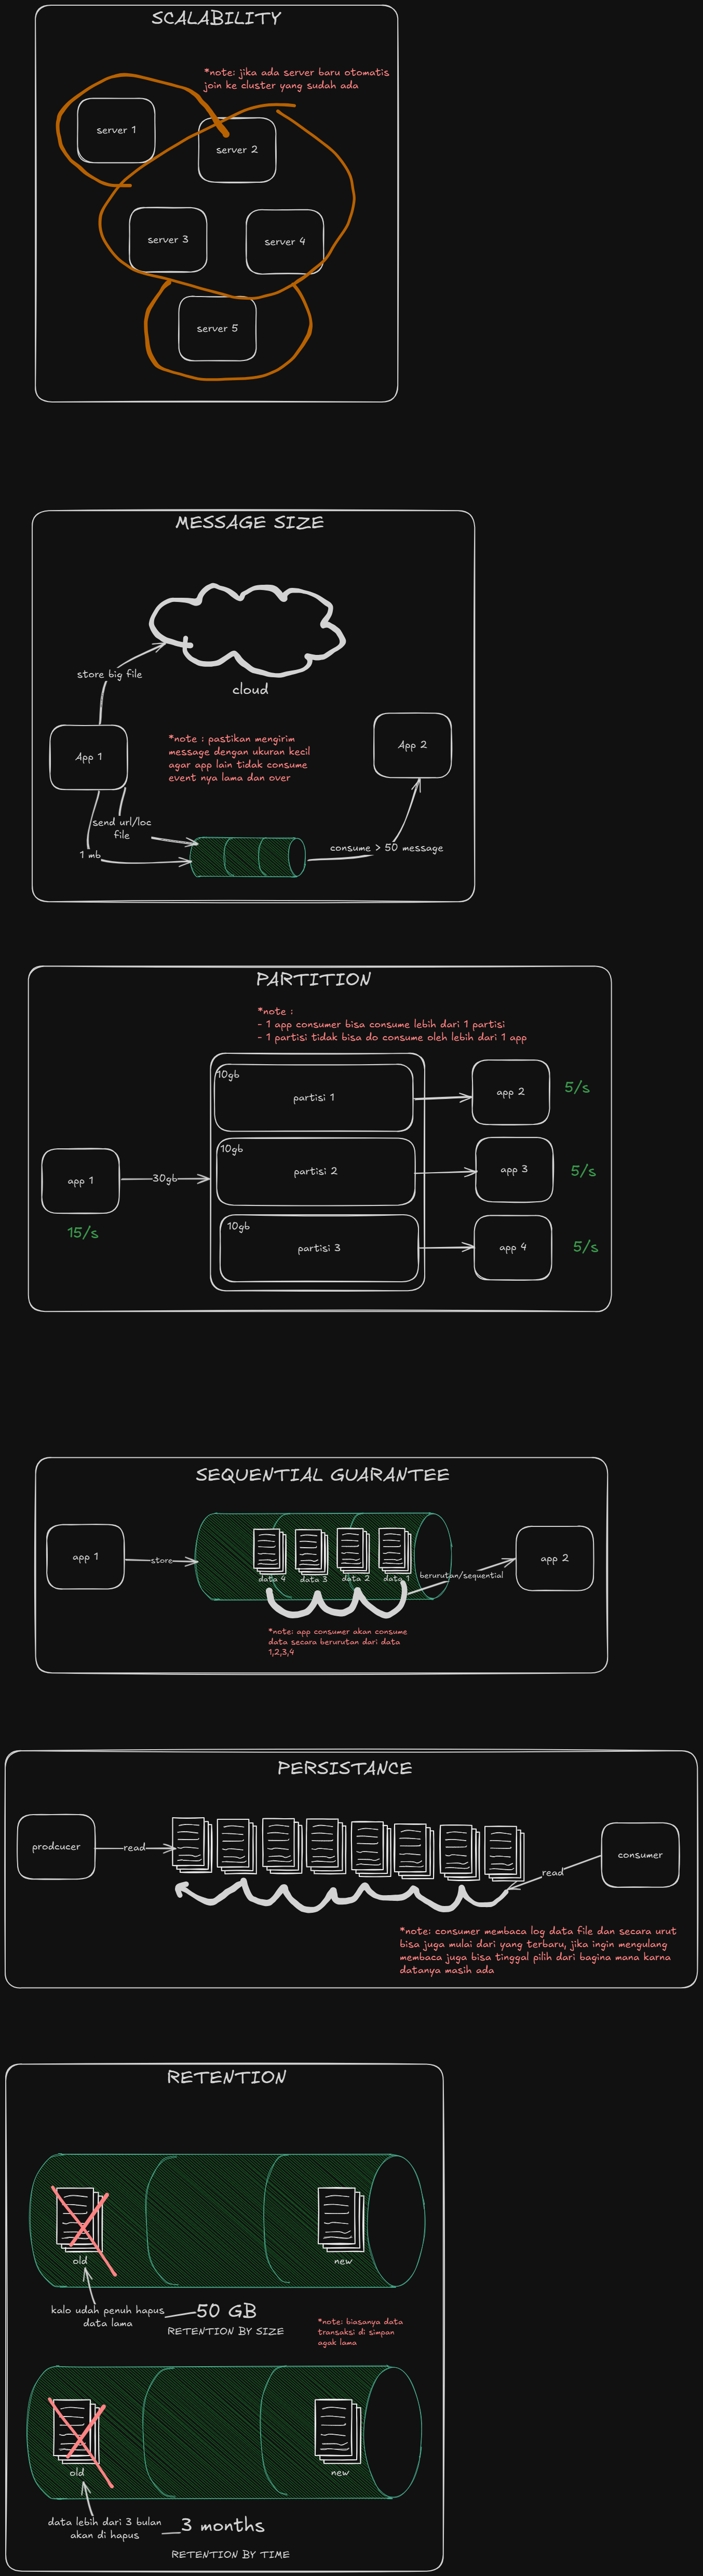 SCALABILITY
*note: jika ada server baru otomatis
join ke cluster yang sudah ada
server 1
server 2
server 3
server 4
server 5
MESSAGE SIZE
cloud
store big file
App 1
App 2
*note : pastikan mengirim
message dengan ukuran kecil
agar app lain tidak consume
event nya lama dan over
send url/loc
file
1 mb
consume > 50 message
PARTITION
*note :
- 1 app consumer bisa consume lebih dari 1 partisi
- 1 partisi tidak bisa do consume oleh lebih dari 1 app
10gb
partisi 1
app 2
5/s
app 1
30gb
15/s
10gb
partisi 2
app 3
5/s
10gb
partisi 3
app 4
5/s
SEQUENTIAL GUARANTEE
app 1
store
data 4
data 3
data 2
data 1
berurutan/sequential
app 2
*note: app consumer akan consume
data secara berurutan dari data
1,2,3,4
PERSISTANCE
prodcucer
read
read
consumer
*note: consumer membaca log data file dan secara urut
bisa juga mulai dari yang terbaru, jika ingin mengulang
membaca juga bisa tinggal pilih dari bagina mana karna
datanya masih ada
RETENTION
old
new
kalo udah penuh hapus
data lama
50 GB
RETENTION BY SIZE
*note: biasanya data
transaksi di simpan
agak lama
old
new
data lebih dari 3 bulan
akan di hapus
3 months
RETENTION BY TIME